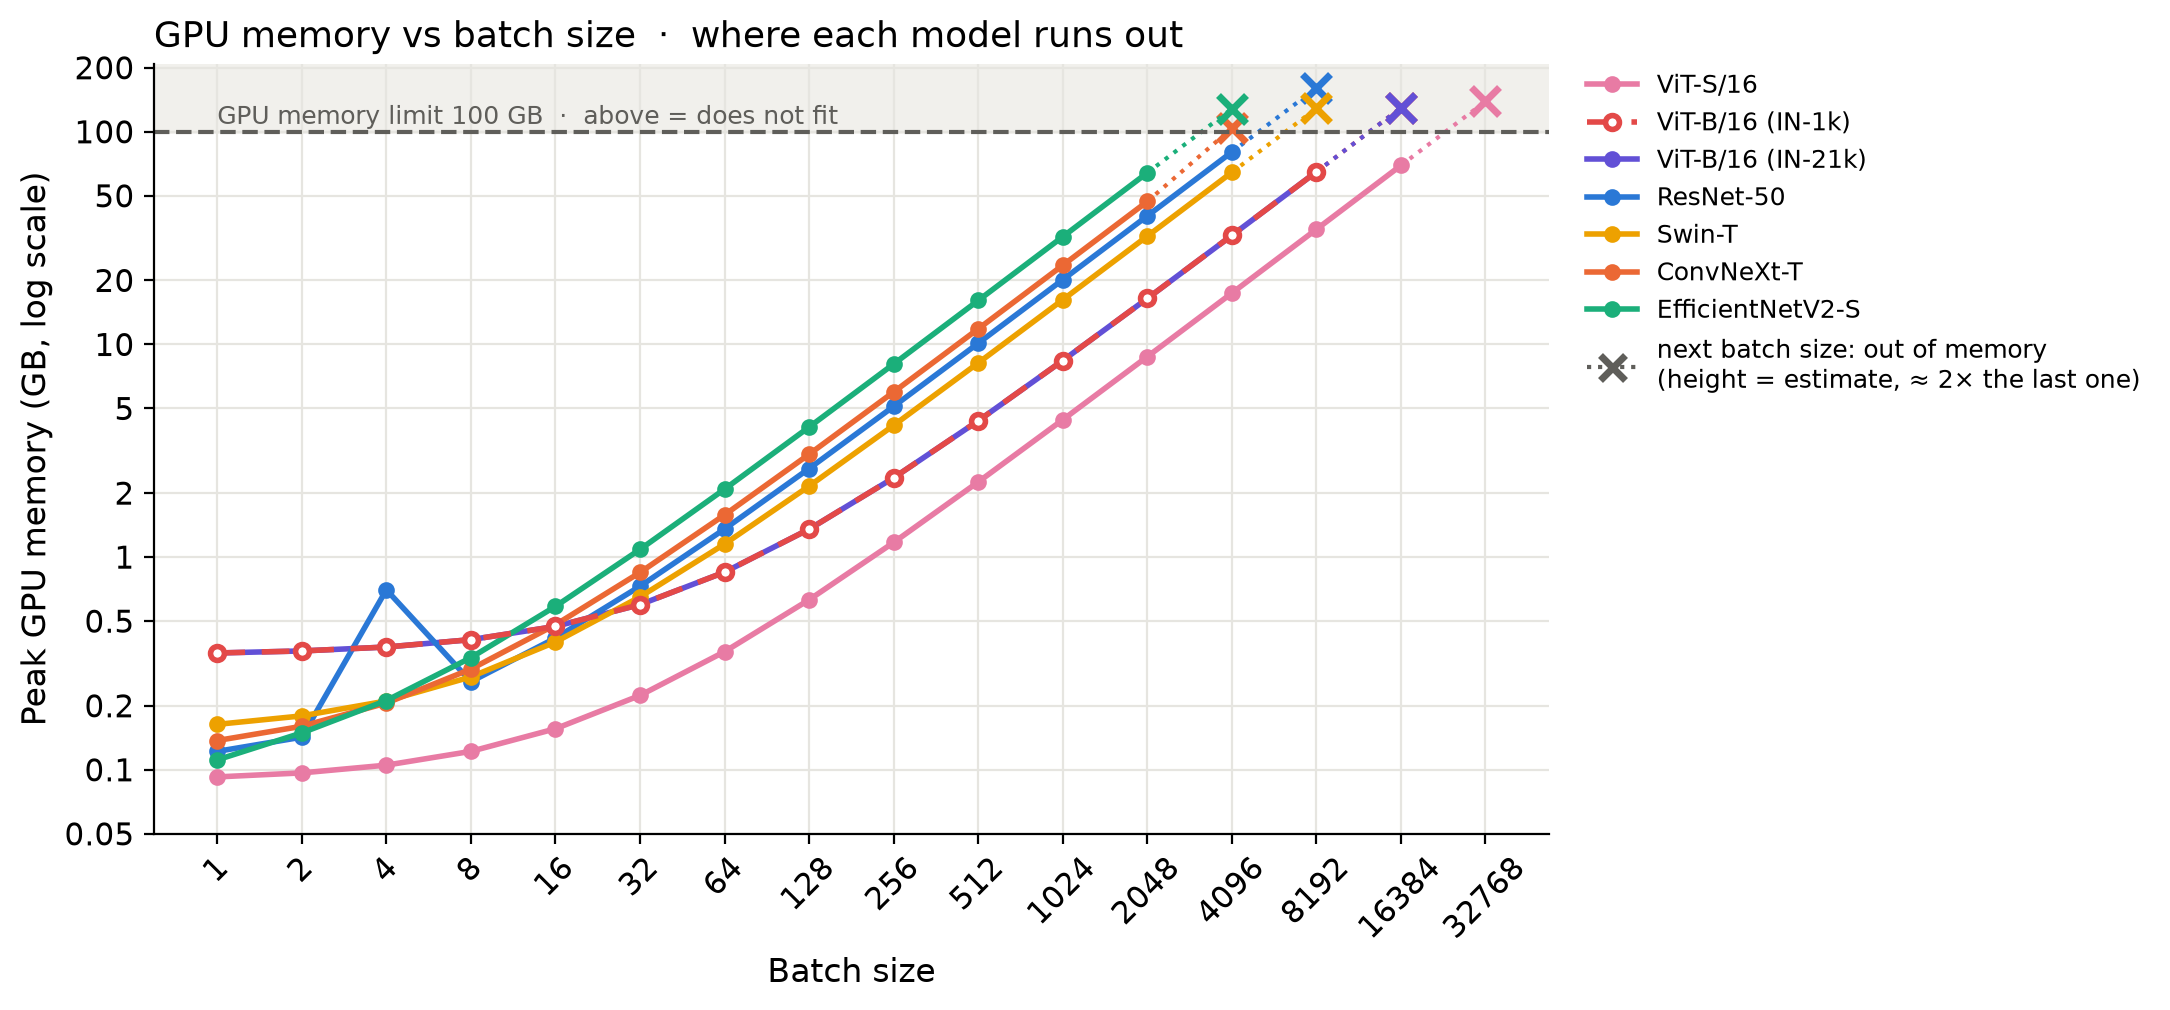 GPU memory vs batch size · where each model runs out
Peak GPU memory (GB, log scale)
200
100
50
20
10
5
2
1
0.5
0.2
0.1
0.05
GPU memory limit 100 GB · above = does not fit
1
2
4
8
16
32
64
128
256
512
1024
2048
4096
8192
16384
32768
Batch size
ViT-S/16
ViT-B/16 (IN-1k)
ViT-B/16 (IN-21k)
ResNet-50
Swin-T
ConvNeXt-T
EfficientNetV2-S
next batch size: out of memory
(height = estimate, ≈ 2× the last one)